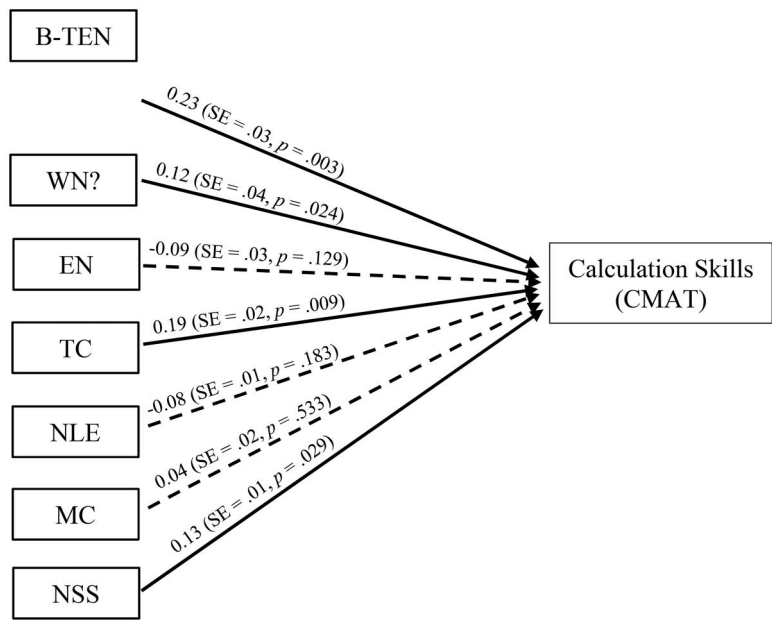 B-TEN
0.23 (SE = .03, p = .003)
WN?
0.12 (SE = .04, p = .024)
EN
-0.09 (SE = .03, p = .129)
Calculation Skills
(CMAT)
TC
0.19 (SE = .02, p = .009)
NLE
-0.08 (SE = .01, p = .183)
MC
0.04 (SE = .02, p = .533)
NSS
0.13 (SE = .01, p = .029)